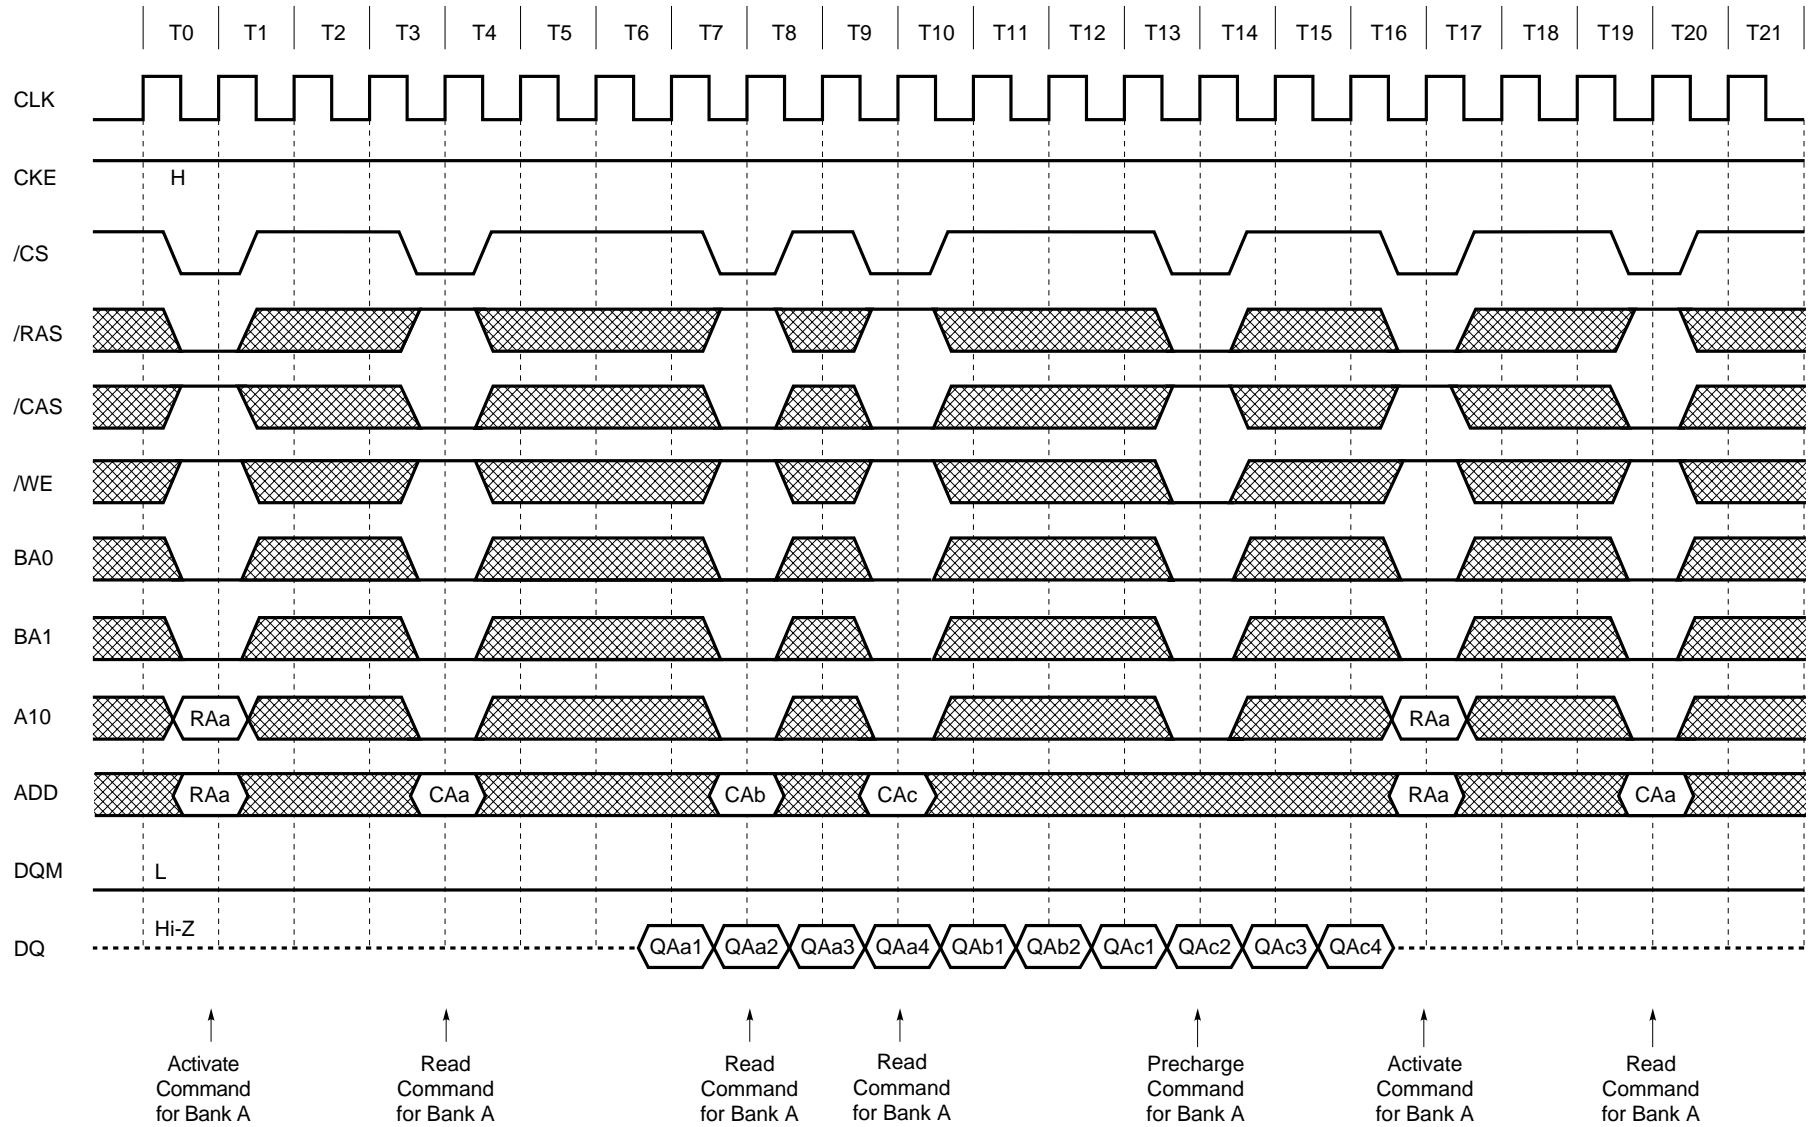 T0 T1 T2 T3 T4 T5 T6 T7 T8 T9 T10 T11 T12 T13 T14 T15 T16 T17 T18 T19 T20 T21
CLK
CKE H
/CS
/RAS
/CAS
/WE
BA0
BA1
A10 RAa RAa
ADD RAa CAa CAb CAc RAa CAa
DQM L
Hi-Z
DQ QAa1 QAa2 QAa3 QAa4 QAb1 QAb2 QAc1 QAc2 QAc3 QAc4
Activate
Command
for Bank A
Read
Command
for Bank A
Read
Command
for Bank A
Read
Command
for Bank A
Precharge
Command
for Bank A
Activate
Command
for Bank A
Read
Command
for Bank A